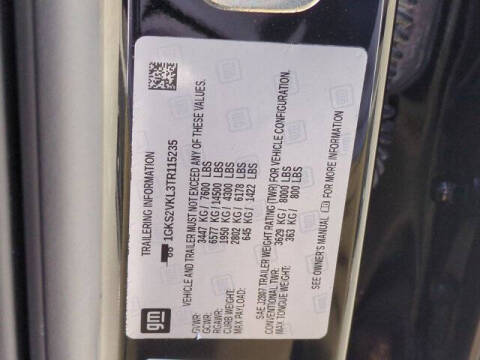 TRAILERING INFORMATION
88 1GKS2VKL3TR115235
VEHICLE AND TRAILER MUST NOT EXCEED ANY OF THESE VALUES.
GVWR: 3447 KG / 7600 LBS
GCWR: 6577 KG / 14500 LBS
RGAWR: 1950 KG / 4300 LBS
CURB WEIGHT: 2802 KG / 6178 LBS
MAX PAYLOAD: 645 KG / 1422 LBS
SAE J2807 TRAILER WEIGHT RATING (TWR) FOR VEHICLE CONFIGURATION.
CONVENTIONAL TWR: 3629 KG / 8000 LBS
MAX TONGUE WEIGHT: 363 KG / 800 LBS
SEE OWNER'S MANUAL FOR MORE INFORMATION.
gm